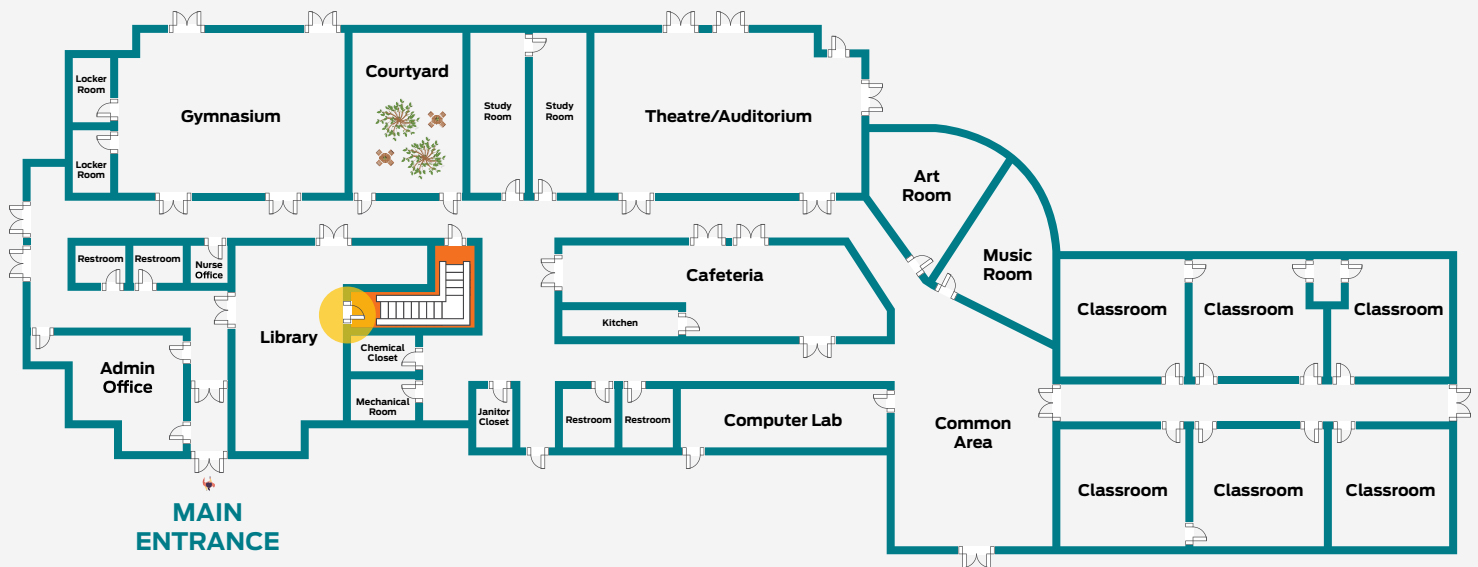 Locker
Room
Gymnasium
Courtyard
Study
Room
Study
Room
Theatre/Auditorium
Locker
Room
Art
Room
Music
Room
Restroom
Restroom
Nurse
Office
Cafeteria
Kitchen
Library
Chemical
Closet
Mechanical
Room
Admin
Office
Janitor
Closet
Restroom
Restroom
Computer Lab
Common
Area
Classroom
Classroom
Classroom
Classroom
Classroom
Classroom
MAIN
ENTRANCE